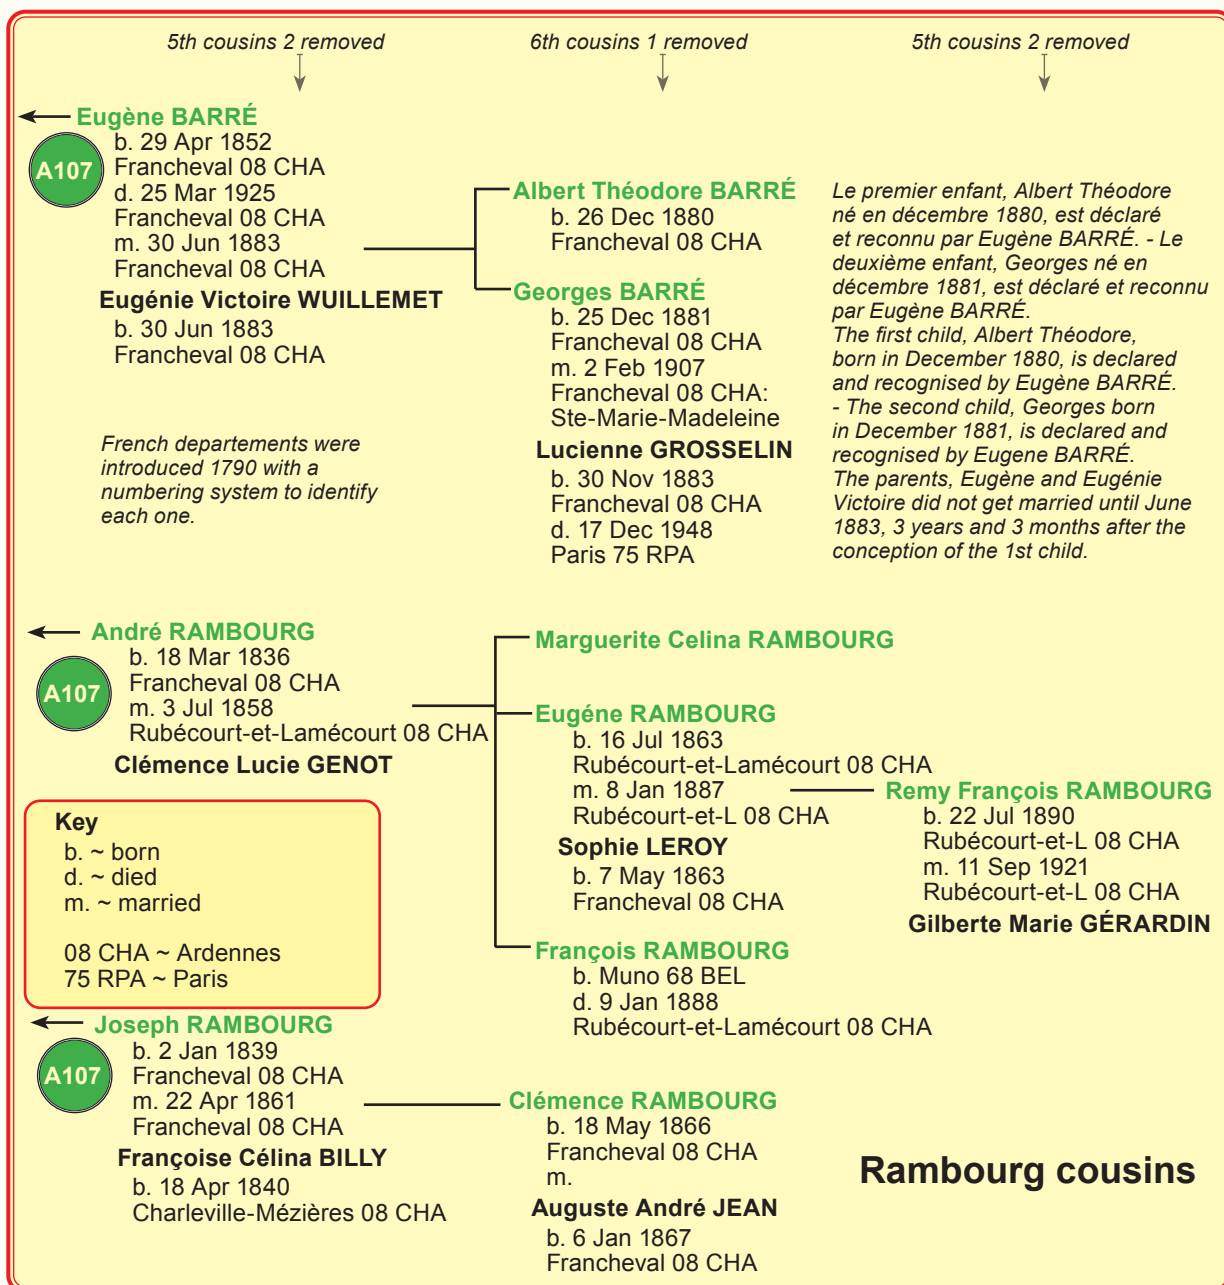 5th cousins 2 removed
6th cousins 1 removed
5th cousins 2 removed
Eugène BARRÉ
A107
b. 29 Apr 1852
Francheval 08 CHA
d. 25 Mar 1925
Francheval 08 CHA
m. 30 Jun 1883
Francheval 08 CHA
Eugénie Victoire WUILLEMET
b. 30 Jun 1883
Francheval 08 CHA
Albert Théodore BARRÉ
b. 26 Dec 1880
Francheval 08 CHA
Georges BARRÉ
b. 25 Dec 1881
Francheval 08 CHA
m. 2 Feb 1907
Francheval 08 CHA:
Ste-Marie-Madeleine
Lucienne GROSSELIN
b. 30 Nov 1883
Francheval 08 CHA
d. 17 Dec 1948
Paris 75 RPA
Le premier enfant, Albert Théodore
né en décembre 1880, est déclaré
et reconnu par Eugène BARRÉ. - Le
deuxième enfant, Georges né en
décembre 1881, est déclaré et reconnu
par Eugène BARRÉ.
The first child, Albert Théodore,
born in December 1880, is declared
and recognised by Eugène BARRÉ.
- The second child, Georges born
in December 1881, is declared and
recognised by Eugene BARRÉ.
The parents, Eugène and Eugénie
Victoire did not get married until June
1883, 3 years and 3 months after the
conception of the 1st child.
French departements were
introduced 1790 with a
numbering system to identify
each one.
André RAMBOURG
A107
b. 18 Mar 1836
Francheval 08 CHA
m. 3 Jul 1858
Rubécourt-et-Lamécourt 08 CHA
Clémence Lucie GENOT
Marguerite Celina RAMBOURG
Eugéne RAMBOURG
b. 16 Jul 1863
Rubécourt-et-Lamécourt 08 CHA
m. 8 Jan 1887
Rubécourt-et-L 08 CHA
Sophie LEROY
b. 7 May 1863
Francheval 08 CHA
Remy François RAMBOURG
b. 22 Jul 1890
Rubécourt-et-L 08 CHA
m. 11 Sep 1921
Rubécourt-et-L 08 CHA
Gilberte Marie GÉRARDIN
François RAMBOURG
b. Muno 68 BEL
d. 9 Jan 1888
Rubécourt-et-Lamécourt 08 CHA
Key
b. ~ born
d. ~ died
m. ~ married
08 CHA ~ Ardennes
75 RPA ~ Paris
Joseph RAMBOURG
A107
b. 2 Jan 1839
Francheval 08 CHA
m. 22 Apr 1861
Francheval 08 CHA
Françoise Célina BILLY
b. 18 Apr 1840
Charleville-Mézières 08 CHA
Clémence RAMBOURG
b. 18 May 1866
Francheval 08 CHA
m.
Auguste André JEAN
b. 6 Jan 1867
Francheval 08 CHA
Rambourg cousins